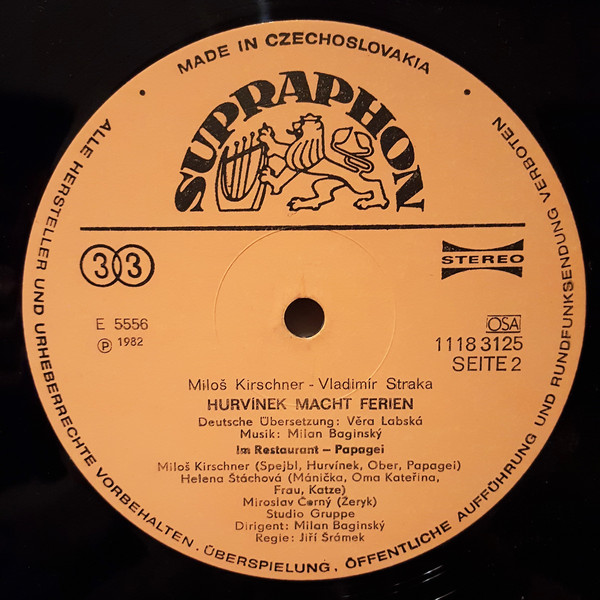 MADE IN CZECHOSLOVAKIA
SUPRAPHON
33
STEREO
E 5556
Ⓟ 1982
OSA
1118 3125
SEITE 2
Miloš Kirschner - Vladimír Straka
HURVÍNEK MACHT FERIEN
Deutsche Übersetzung: Věra Labská
Musik: Milan Baginský
Im Restaurant – Papagei
Miloš Kirschner (Spejbl, Hurvínek, Ober, Papagei)
Helena Štáchová (Mánička, Oma Kateřina,
Frau, Katze)
Miroslav Černý (Žeryk)
Studio Gruppe
Dirigent: Milan Baginský
Regie: Jiří Šrámek
ALLE HERSTELLER UND URHEBERRECHTE VORBEHALTEN. ÜBERSPIELUNG, ÖFFENTLICHE AUFFÜHRUNG UND RUNDFUNKSENDUNG VERBOTEN